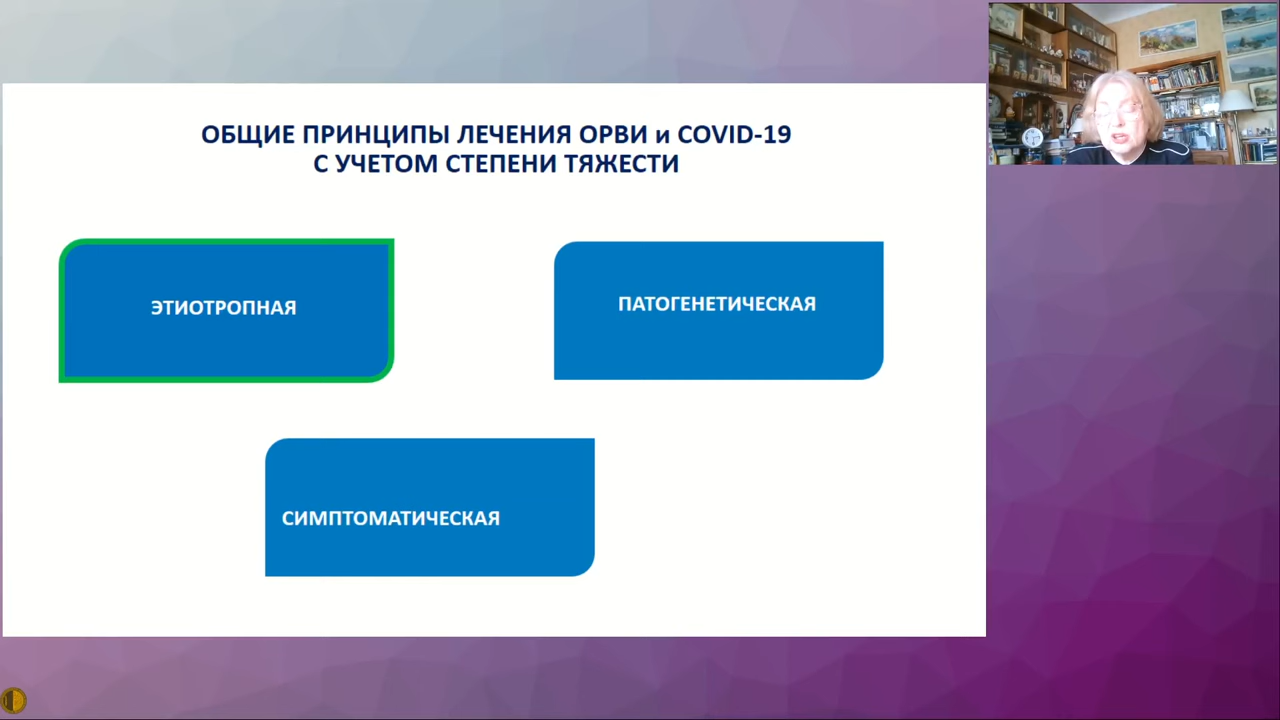 ОБЩИЕ ПРИНЦИПЫ ЛЕЧЕНИЯ ОРВИ и COVID-19
С УЧЕТОМ СТЕПЕНИ ТЯЖЕСТИ
ЭТИОТРОПНАЯ
ПАТОГЕНЕТИЧЕСКАЯ
СИМПТОМАТИЧЕСКАЯ